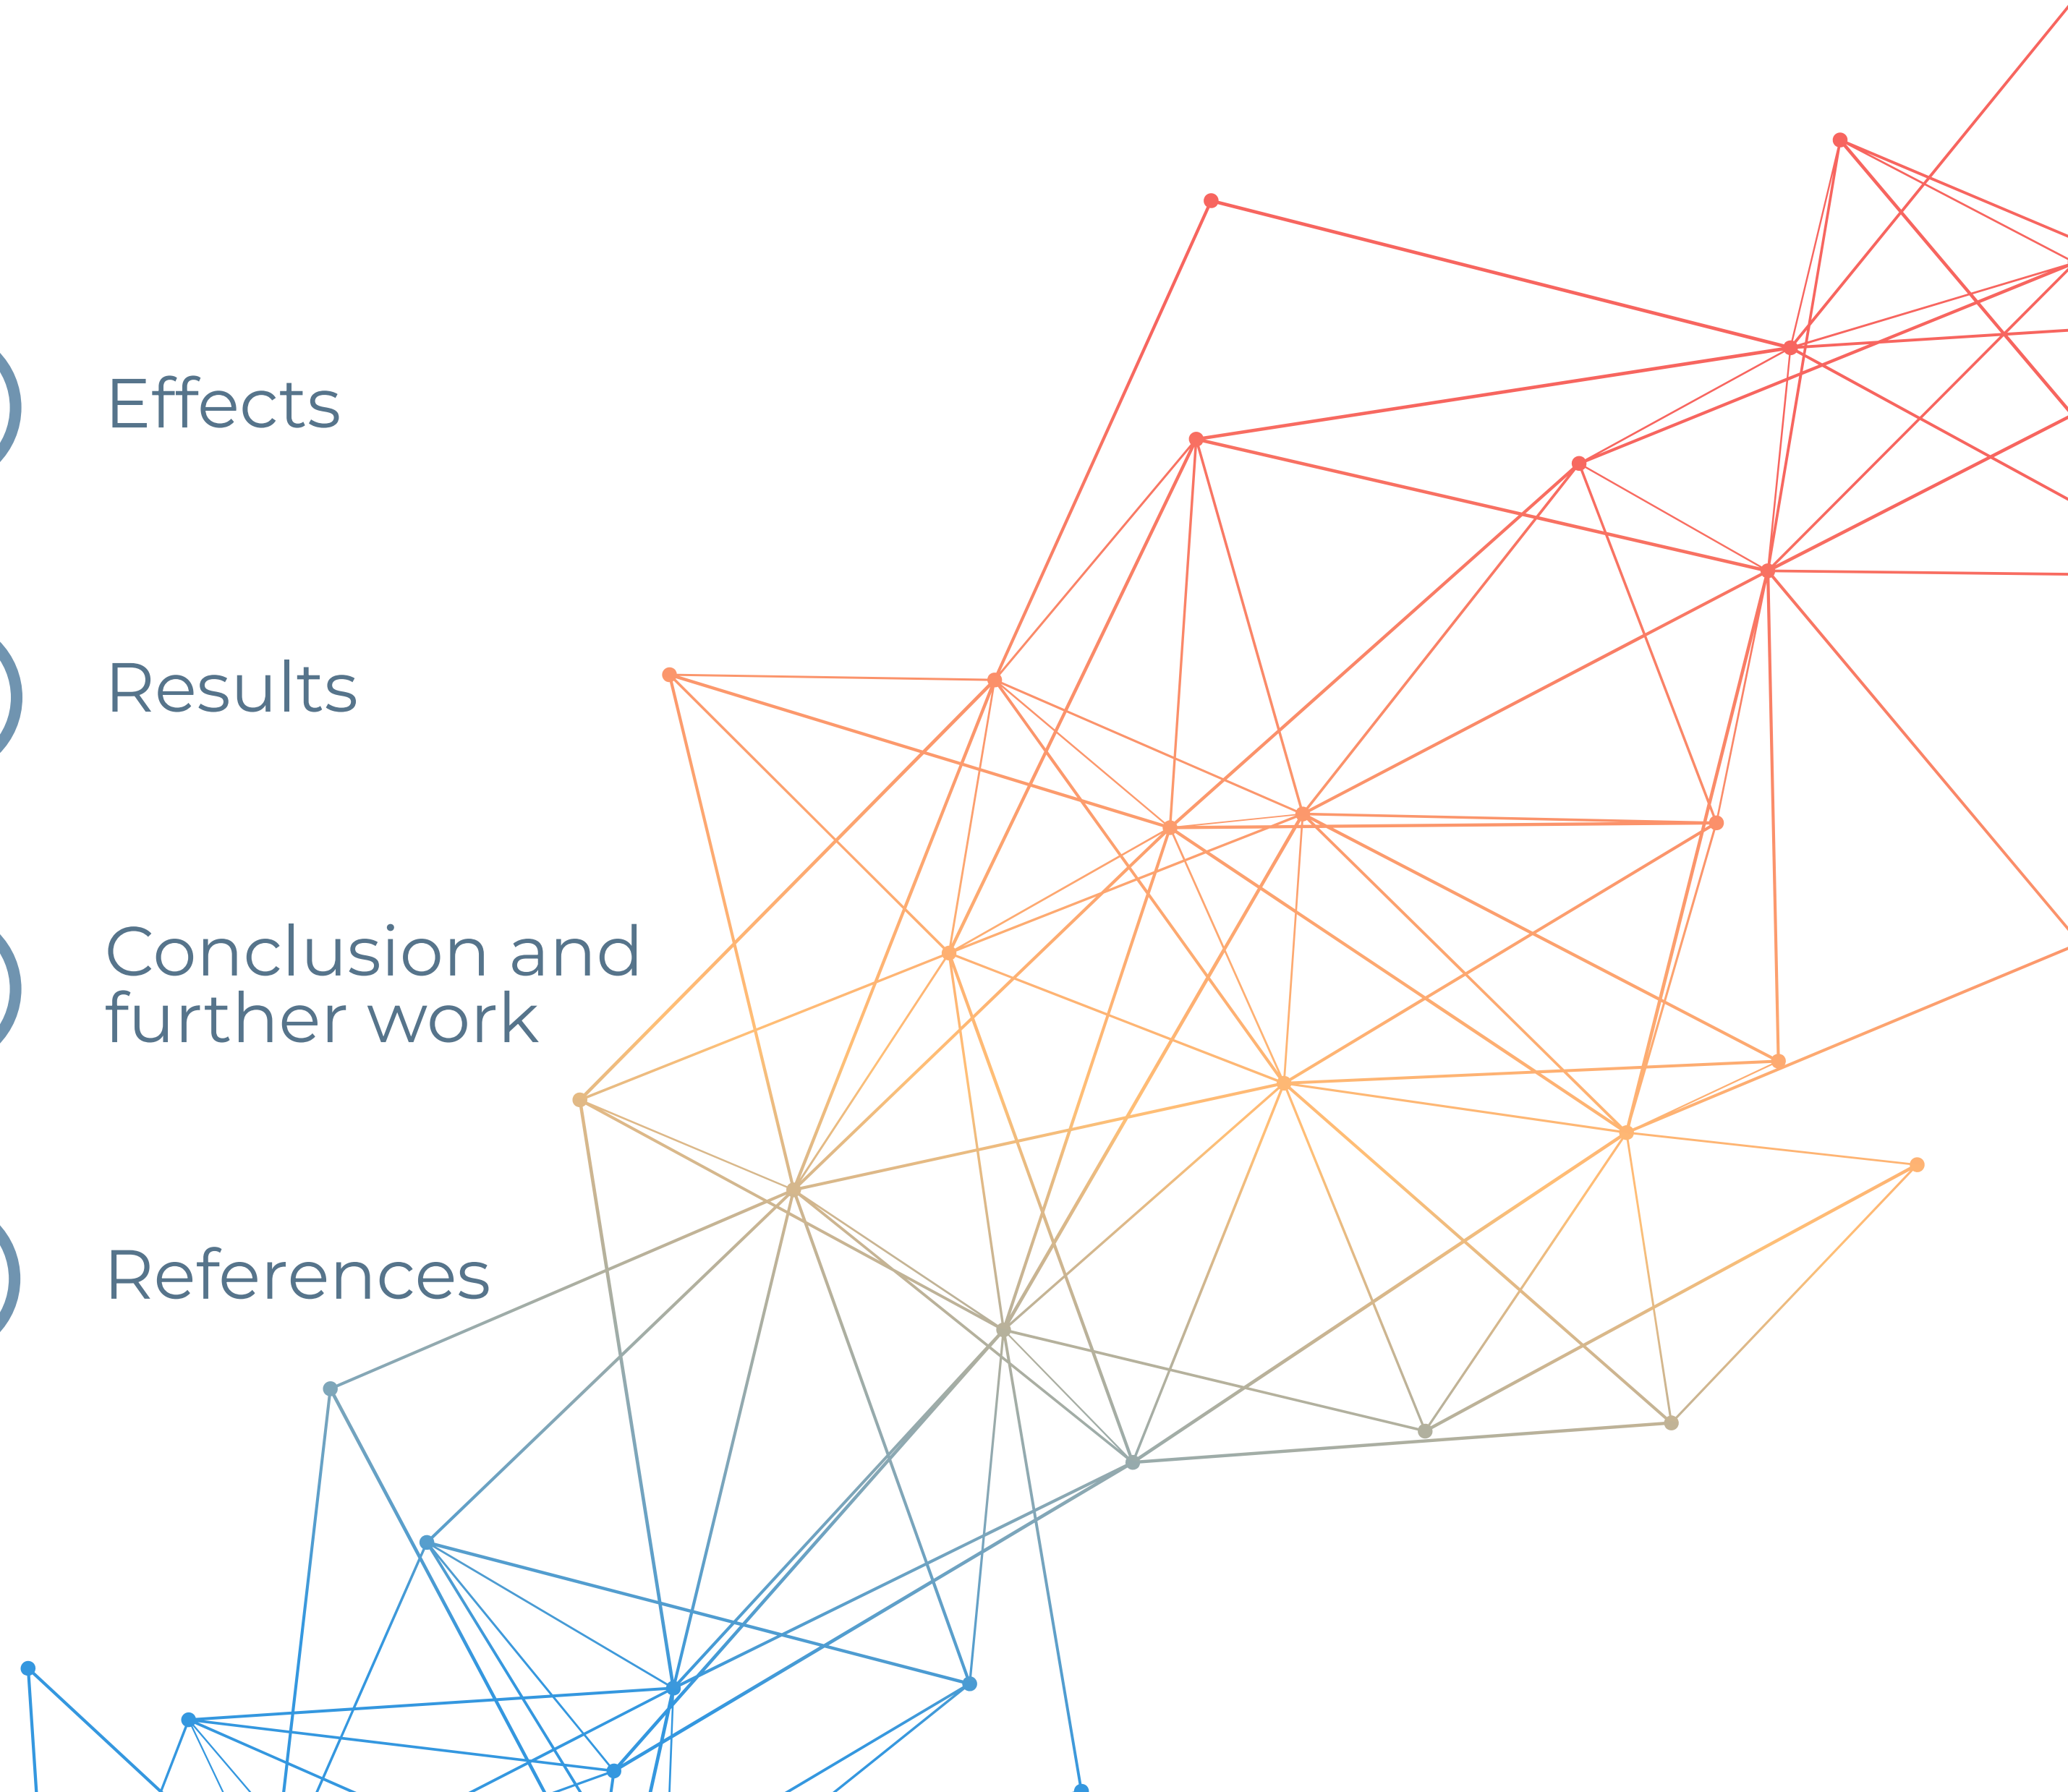 Effects
Results
Conclusion and
further work
References